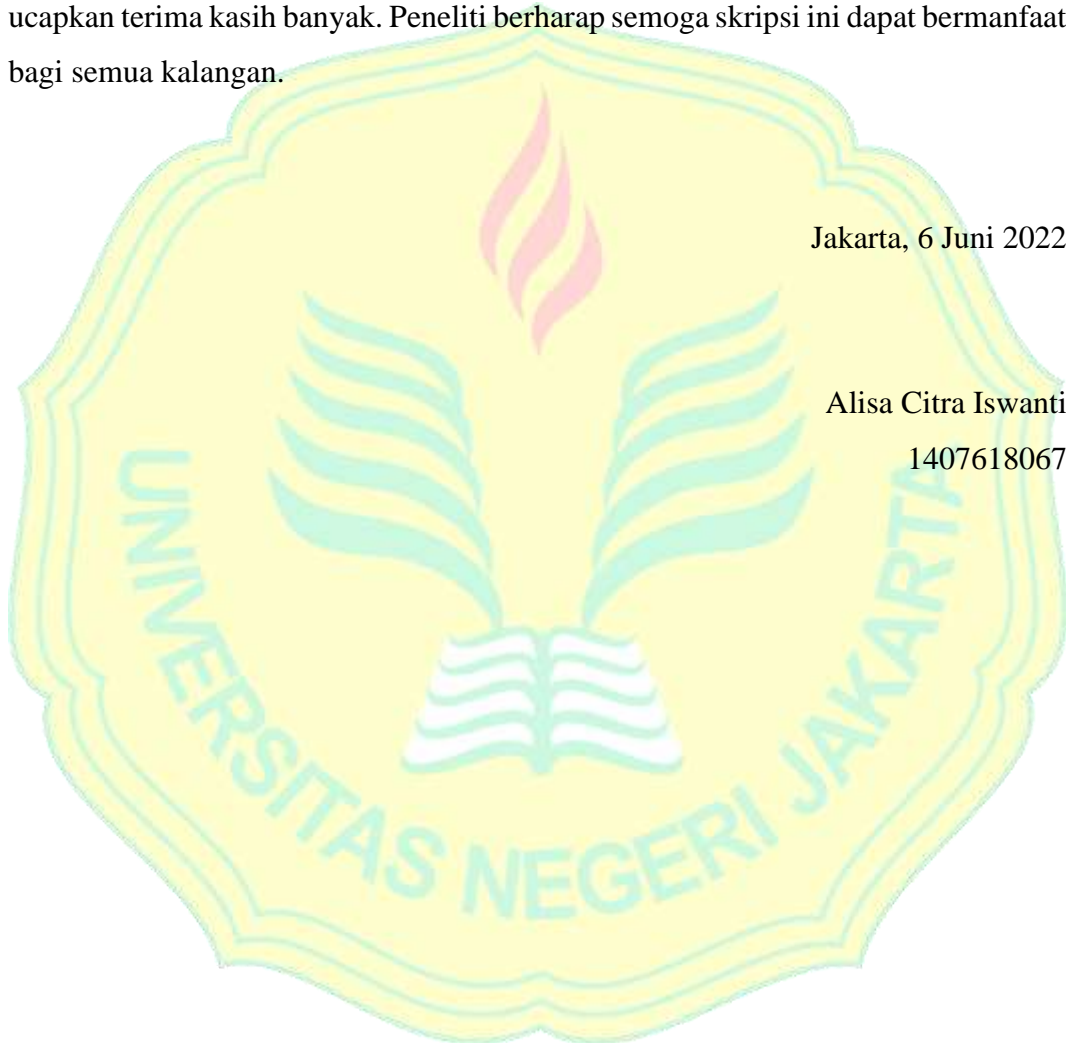 ucapkan terima kasih banyak. Peneliti berharap semoga skripsi ini dapat bermanfaat
bagi semua kalangan.
Jakarta, 6 Juni 2022
Alisa Citra Iswanti
1407618067
UNIVERSITAS NEGERI JAKARTA